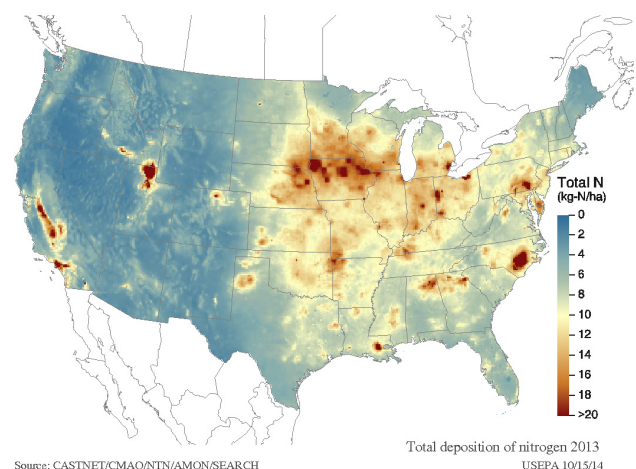 Total N
(kg-N/ha)
0
2
4
6
8
10
12
14
16
18
>20
Total deposition of nitrogen 2013
Source: CASTNET/CMAQ/NTN/AMON/SEARCH
USEPA 10/15/14